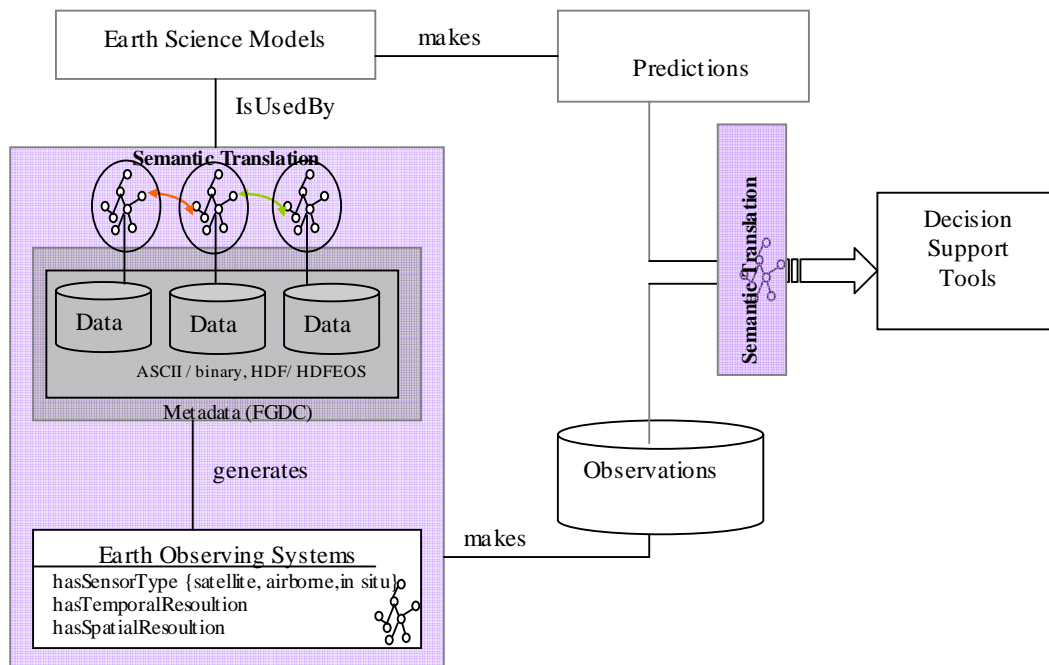 Earth Science Models
makes
Predictions
IsUsedBy
Semantic Translation
Semantic Translation
Decision
Support
Tools
Data
Data
Data
ASCII / binary, HDF/ HDFEOS
Metadata (FGDC)
generates
Observations
makes
Earth Observing Systems
hasSensorType {satellite, airborne,in situ}
hasTemporalResoultion
hasSpatialResoultion